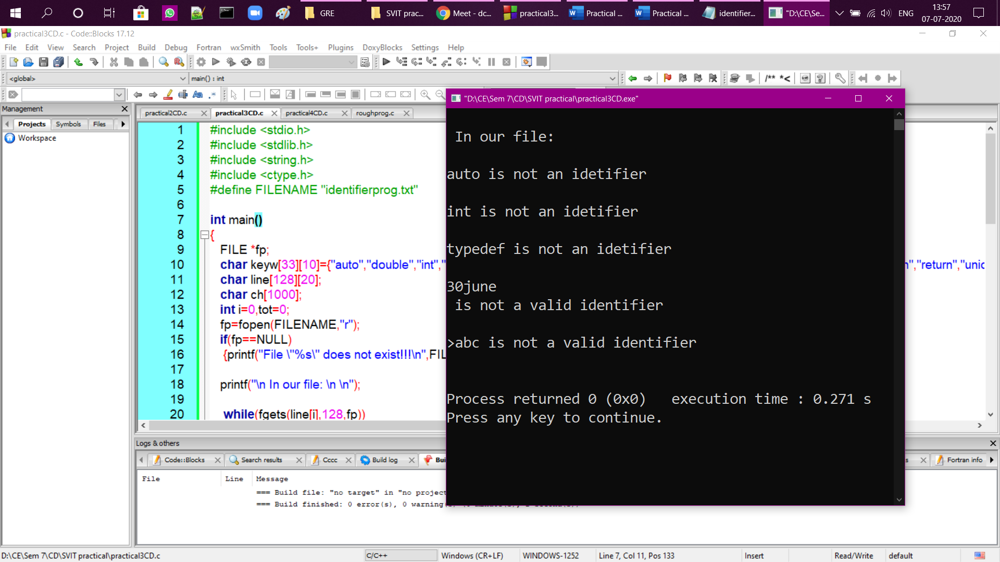 GRE
SVIT prac...
Meet - dc...
practical3...
Practical ...
Practical ...
identifier...
"D:\CE\Se...
ENG
13:57
07-07-2020
practical3CD.c - Code::Blocks 17.12
File Edit View Search Project Build Debug Fortran wxSmith Tools Tools+ Plugins DoxyBlocks Settings Help
<global>
main() : int
/** *<
Management
Projects Symbols Files
Workspace
practical2CD.c practical3CD.c practical4CD.c roughprog.c
1 #include <stdio.h>
2 #include <stdlib.h>
3 #include <string.h>
4 #include <ctype.h>
5 #define FILENAME "identifierprog.txt"
6
7 int main()
8 {
9 FILE *fp;
10 char keyw[33][10]={"auto","double","int","
","return","unic
11 char line[128][20];
12 char ch[1000];
13 int i=0,tot=0;
14 fp=fopen(FILENAME,"r");
15 if(fp==NULL)
16 {printf("File \"%s\" does not exist!!!\n",FIL
17
18 printf("\n In our file: \n \n");
19
20 while(fgets(line[i],128,fp))
"D:\CE\Sem 7\CD\SVIT practical\practical3CD.exe"
In our file:
auto is not an idetifier
int is not an idetifier
typedef is not an idetifier
30june
is not a valid identifier
>abc is not a valid identifier
Process returned 0 (0x0)   execution time : 0.271 s
Press any key to continue.
Logs & others
Code::Blocks Search results Cccc Build log Bui
s Fortran info
File Line Message
=== Build file: "no target" in "no project
=== Build finished: 0 error(s), 0 warning(
D:\CE\Sem 7\CD\SVIT practical\practical3CD.c
C/C++
Windows (CR+LF)
WINDOWS-1252
Line 7, Col 11, Pos 133
Insert
Read/Write
default